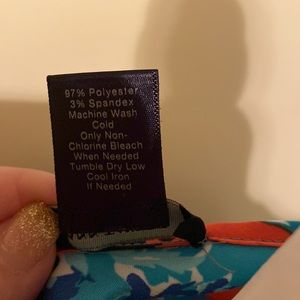 97% Polyester
3% Spandex
Machine Wash
Cold
Only Non-
Chlorine Bleach
When Needed
Tumble Dry Low
Cool Iron
If Needed